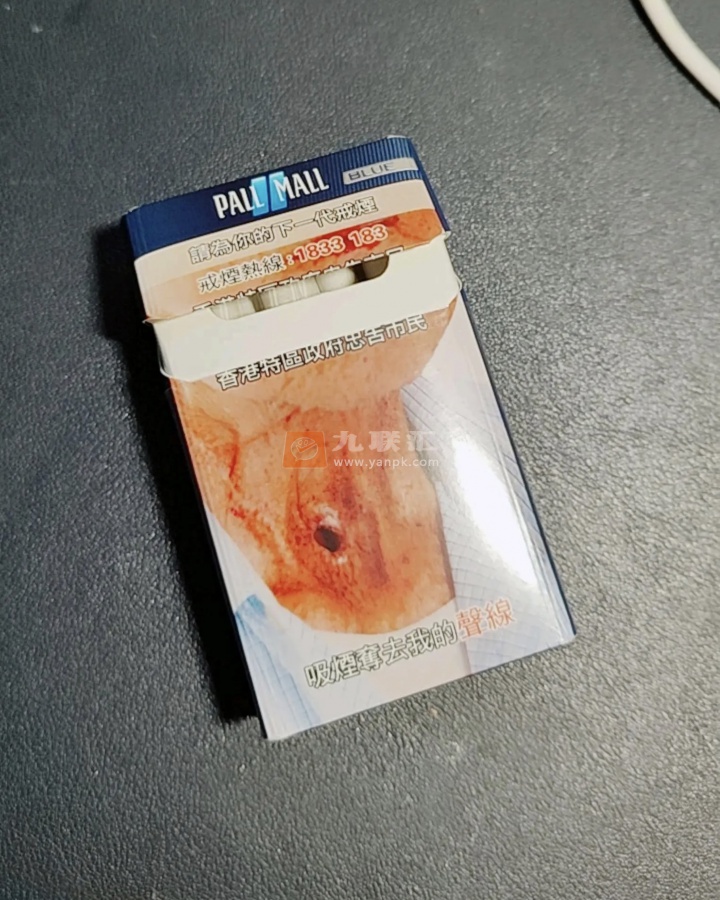 PALL MALL BLUE
請為你的下一代戒煙
戒煙熱線:1833 183
香港特區政府忠告市民
九联汇
www.yanpk.com
吸煙奪去我的聲線